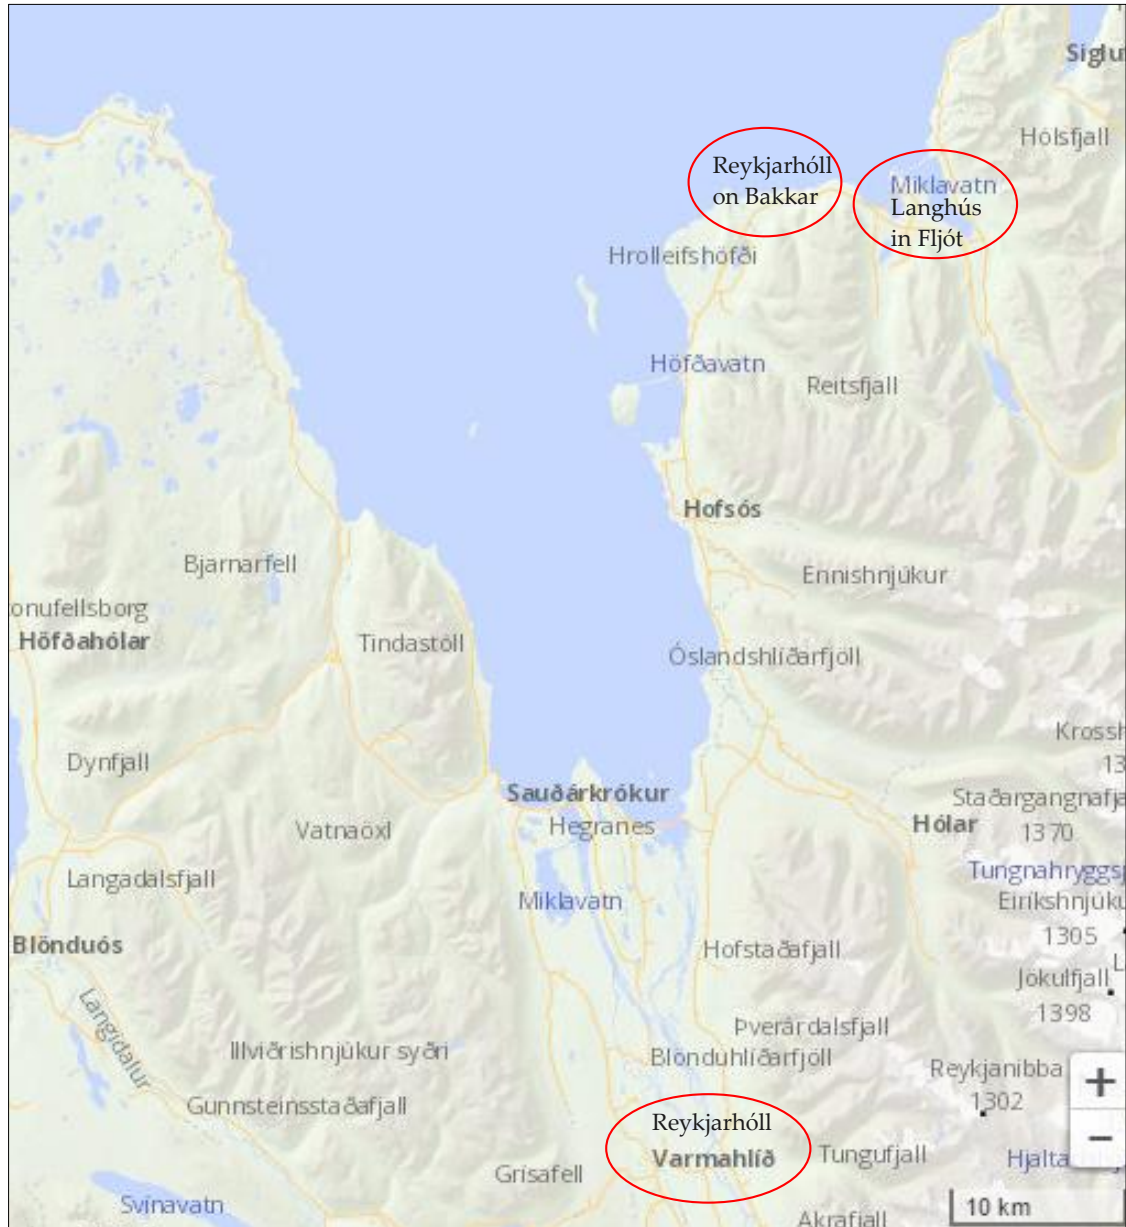 Siglu
Hólsfjall
Reykjarhóll
on Bakkar
Miklavatn
Langhús
in Fljót
Hrolleifshöfði
Höfðavatn
Reitsfjall
Hofsós
Bjarnarfell
Ennishnjúkur
onufellsborg
Höfðahólar
Tindastóll
Óslandshlíðarfjöll
Krossh
13
Dynfjall
Sauðárkrókur
Hegranes
Staðargangnafja
1370
Hólar
Vatnaöxl
Langadalsfjall
Miklavatn
Tungnahryggsj
Eiríkshnjúku
1305
Blönduós
Hofstaðafjall
L
Jökulfjall
1398
Langidalur
Þverárdalsfjall
Illviðrishnjúkur syðri
Blönduhlíðarfjöll
Reykjanibba
1302
+
Gunnsteinsstaðafjall
Reykjarhóll
Varmahlíð
Tungufjall
−
Grísafell
Svínavatn
10 km
Akrafjall